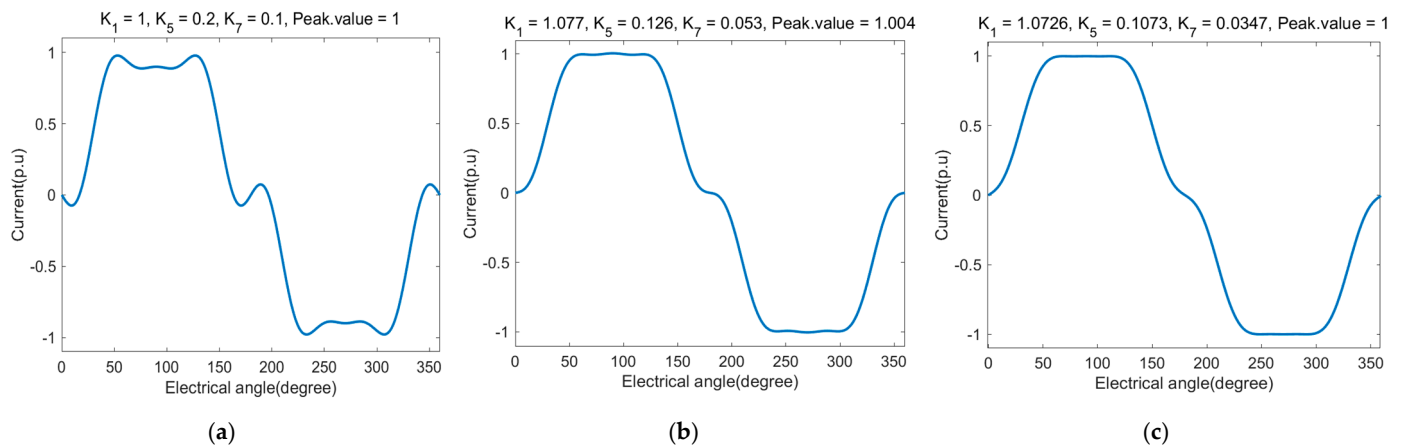 K1 = 1, K5 = 0.2, K7 = 0.1, Peak.value = 1
1
0.5
0
-0.5
-1
Current(p.u)
0 50 100 150 200 250 300 350
Electrical angle(degree)
(a)
K1 = 1.077, K5 = 0.126, K7 = 0.053, Peak.value = 1.004
1
0.5
0
-0.5
-1
Current(p.u)
0 50 100 150 200 250 300 350
Electrical angle(degree)
(b)
K1 = 1.0726, K5 = 0.1073, K7 = 0.0347, Peak.value = 1
1
0.5
0
-0.5
-1
Current(p.u)
0 50 100 150 200 250 300 350
Electrical angle(degree)
(c)